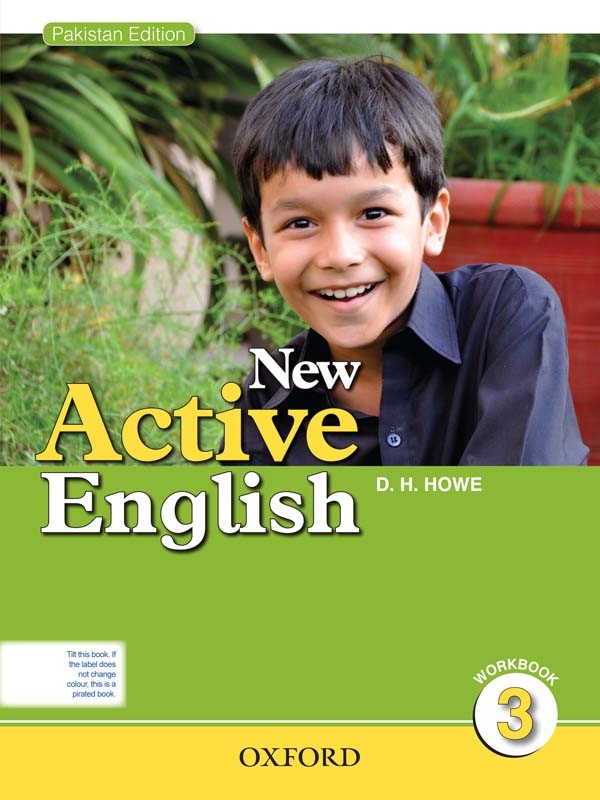 Pakistan Edition
New
Active
English
D. H. HOWE
Tilt this book. If
the label does
not change
colour, this is a
pirated book.
WORKBOOK
3
OXFORD